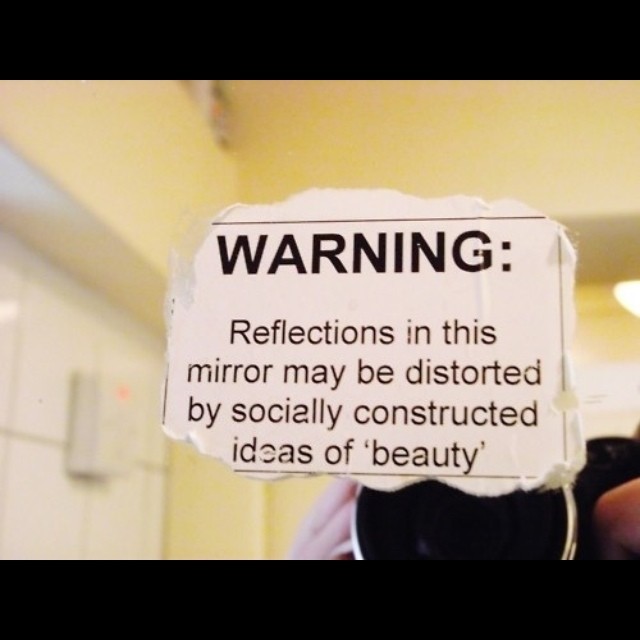 WARNING:
Reflections in this
mirror may be distorted
by socially constructed
ideas of ‘beauty’